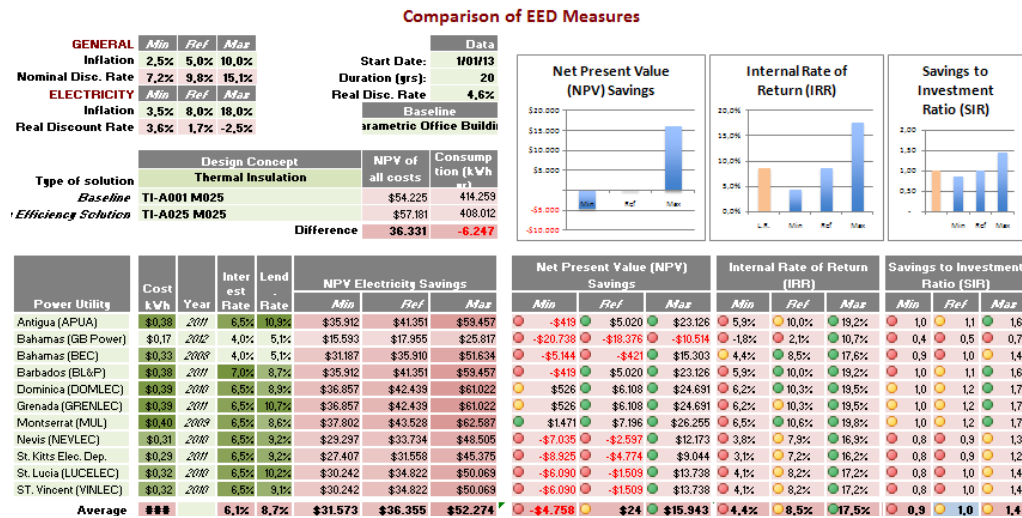 Comparison of EED Measures
GENERAL Min Ref Max
Inflation 2,5% 5,0% 10,0%
Nominal Disc. Rate 7,2% 9,8% 15,1%
ELECTRICITY Min Ref Max
Inflation 3,5% 8,0% 18,0%
Real Discount Rate 3,6% 1,7% -2,5%
Data
Start Date: 1/01/13
Duration (yrs): 20
Real Disc. Rate 4,6%
Baseline
arametric Office Buildi
Type of solution
Design Concept
Thermal Insulation
NPV of all costs
Consump tion (kWh
Baseline TI-A001 M025 $54.225 414.259
Efficiency Solution TI-A025 M025 $57.181 408.012
Difference 36.331 -6.247
Net Present Value
(NPV) Savings
$20.000
$15.000
$10.000
$5.000
-$5.000
-$10.000
Min Ref Max
Internal Rate of
Return (IRR)
20,0%
15,0%
10,0%
5,0%
0,0%
L.R. Min Ref Max
Savings to
Investment
Ratio (SIR)
2,00
1,50
1,00
0,50
-
Min Ref Max
Power Utility Cost kWh Year Inter est Rate Lend . Rate NPV Electricity Savings Min Ref Max
Net Present Value (NPV) Savings Min Ref Max
Internal Rate of Return (IRR) Min Ref Max
Savings to Investment Ratio (SIR) Min Ref Max
Antigua (APUA) $0,38 2011 6,5% 10,9% $35.912 $41.351 $59.457 -$419 $5.020 $23.126 5,9% 10,0% 19,2% 1,0 1,1 1,6
Bahamas (GB Power) $0,17 2012 4,0% 5,1% $15.593 $17.955 $25.817 -$20.738 -$18.376 -$10.514 -1,8% 2,1% 10,7% 0,4 0,5 0,7
Bahamas (BEC) $0,33 2008 4,0% 5,1% $31.187 $35.910 $51.634 -$5.144 -$421 $15.303 4,4% 8,5% 17,6% 0,9 1,0 1,4
Barbados (BL&P) $0,38 2011 7,0% 8,7% $35.912 $41.351 $59.457 -$419 $5.020 $23.126 5,9% 10,0% 19,2% 1,0 1,1 1,6
Dominica (DOMLEC) $0,39 2010 6,5% 8,9% $36.857 $42.439 $61.022 $526 $6.108 $24.691 6,2% 10,3% 19,5% 1,0 1,2 1,7
Grenada (GRENLEC) $0,39 2010 6,5% 10,7% $36.857 $42.439 $61.022 $526 $6.108 $24.691 6,2% 10,3% 19,5% 1,0 1,2 1,7
Montserrat (MUL) $0,40 2009 6,5% 8,6% $37.802 $43.528 $62.587 $1.471 $7.196 $26.255 6,5% 10,6% 19,8% 1,0 1,2 1,7
Nevis (NEVLEC) $0,31 2010 6,5% 9,2% $29.297 $33.734 $48.505 -$7.035 -$2.597 $12.173 3,8% 7,9% 16,9% 0,8 0,9 1,3
St. Kitts Elec. Dep. $0,29 2011 6,5% 9,2% $27.407 $31.558 $45.375 -$8.925 -$4.774 $9.044 3,1% 7,2% 16,2% 0,8 0,9 1,2
St. Lucia (LUCELEC) $0,32 2010 6,5% 10,2% $30.242 $34.822 $50.069 -$6.090 -$1.509 $13.738 4,1% 8,2% 17,2% 0,8 1,0 1,4
ST. Vincent (VINLEC) $0,32 2010 6,5% 9,1% $30.242 $34.822 $50.069 -$6.090 -$1.509 $13.738 4,1% 8,2% 17,2% 0,8 1,0 1,4
Average ### 6,1% 8,7% $31.573 $36.355 $52.274 -$4.758 $24 $15.943 4,4% 8,5% 17,5% 0,9 1,0 1,4